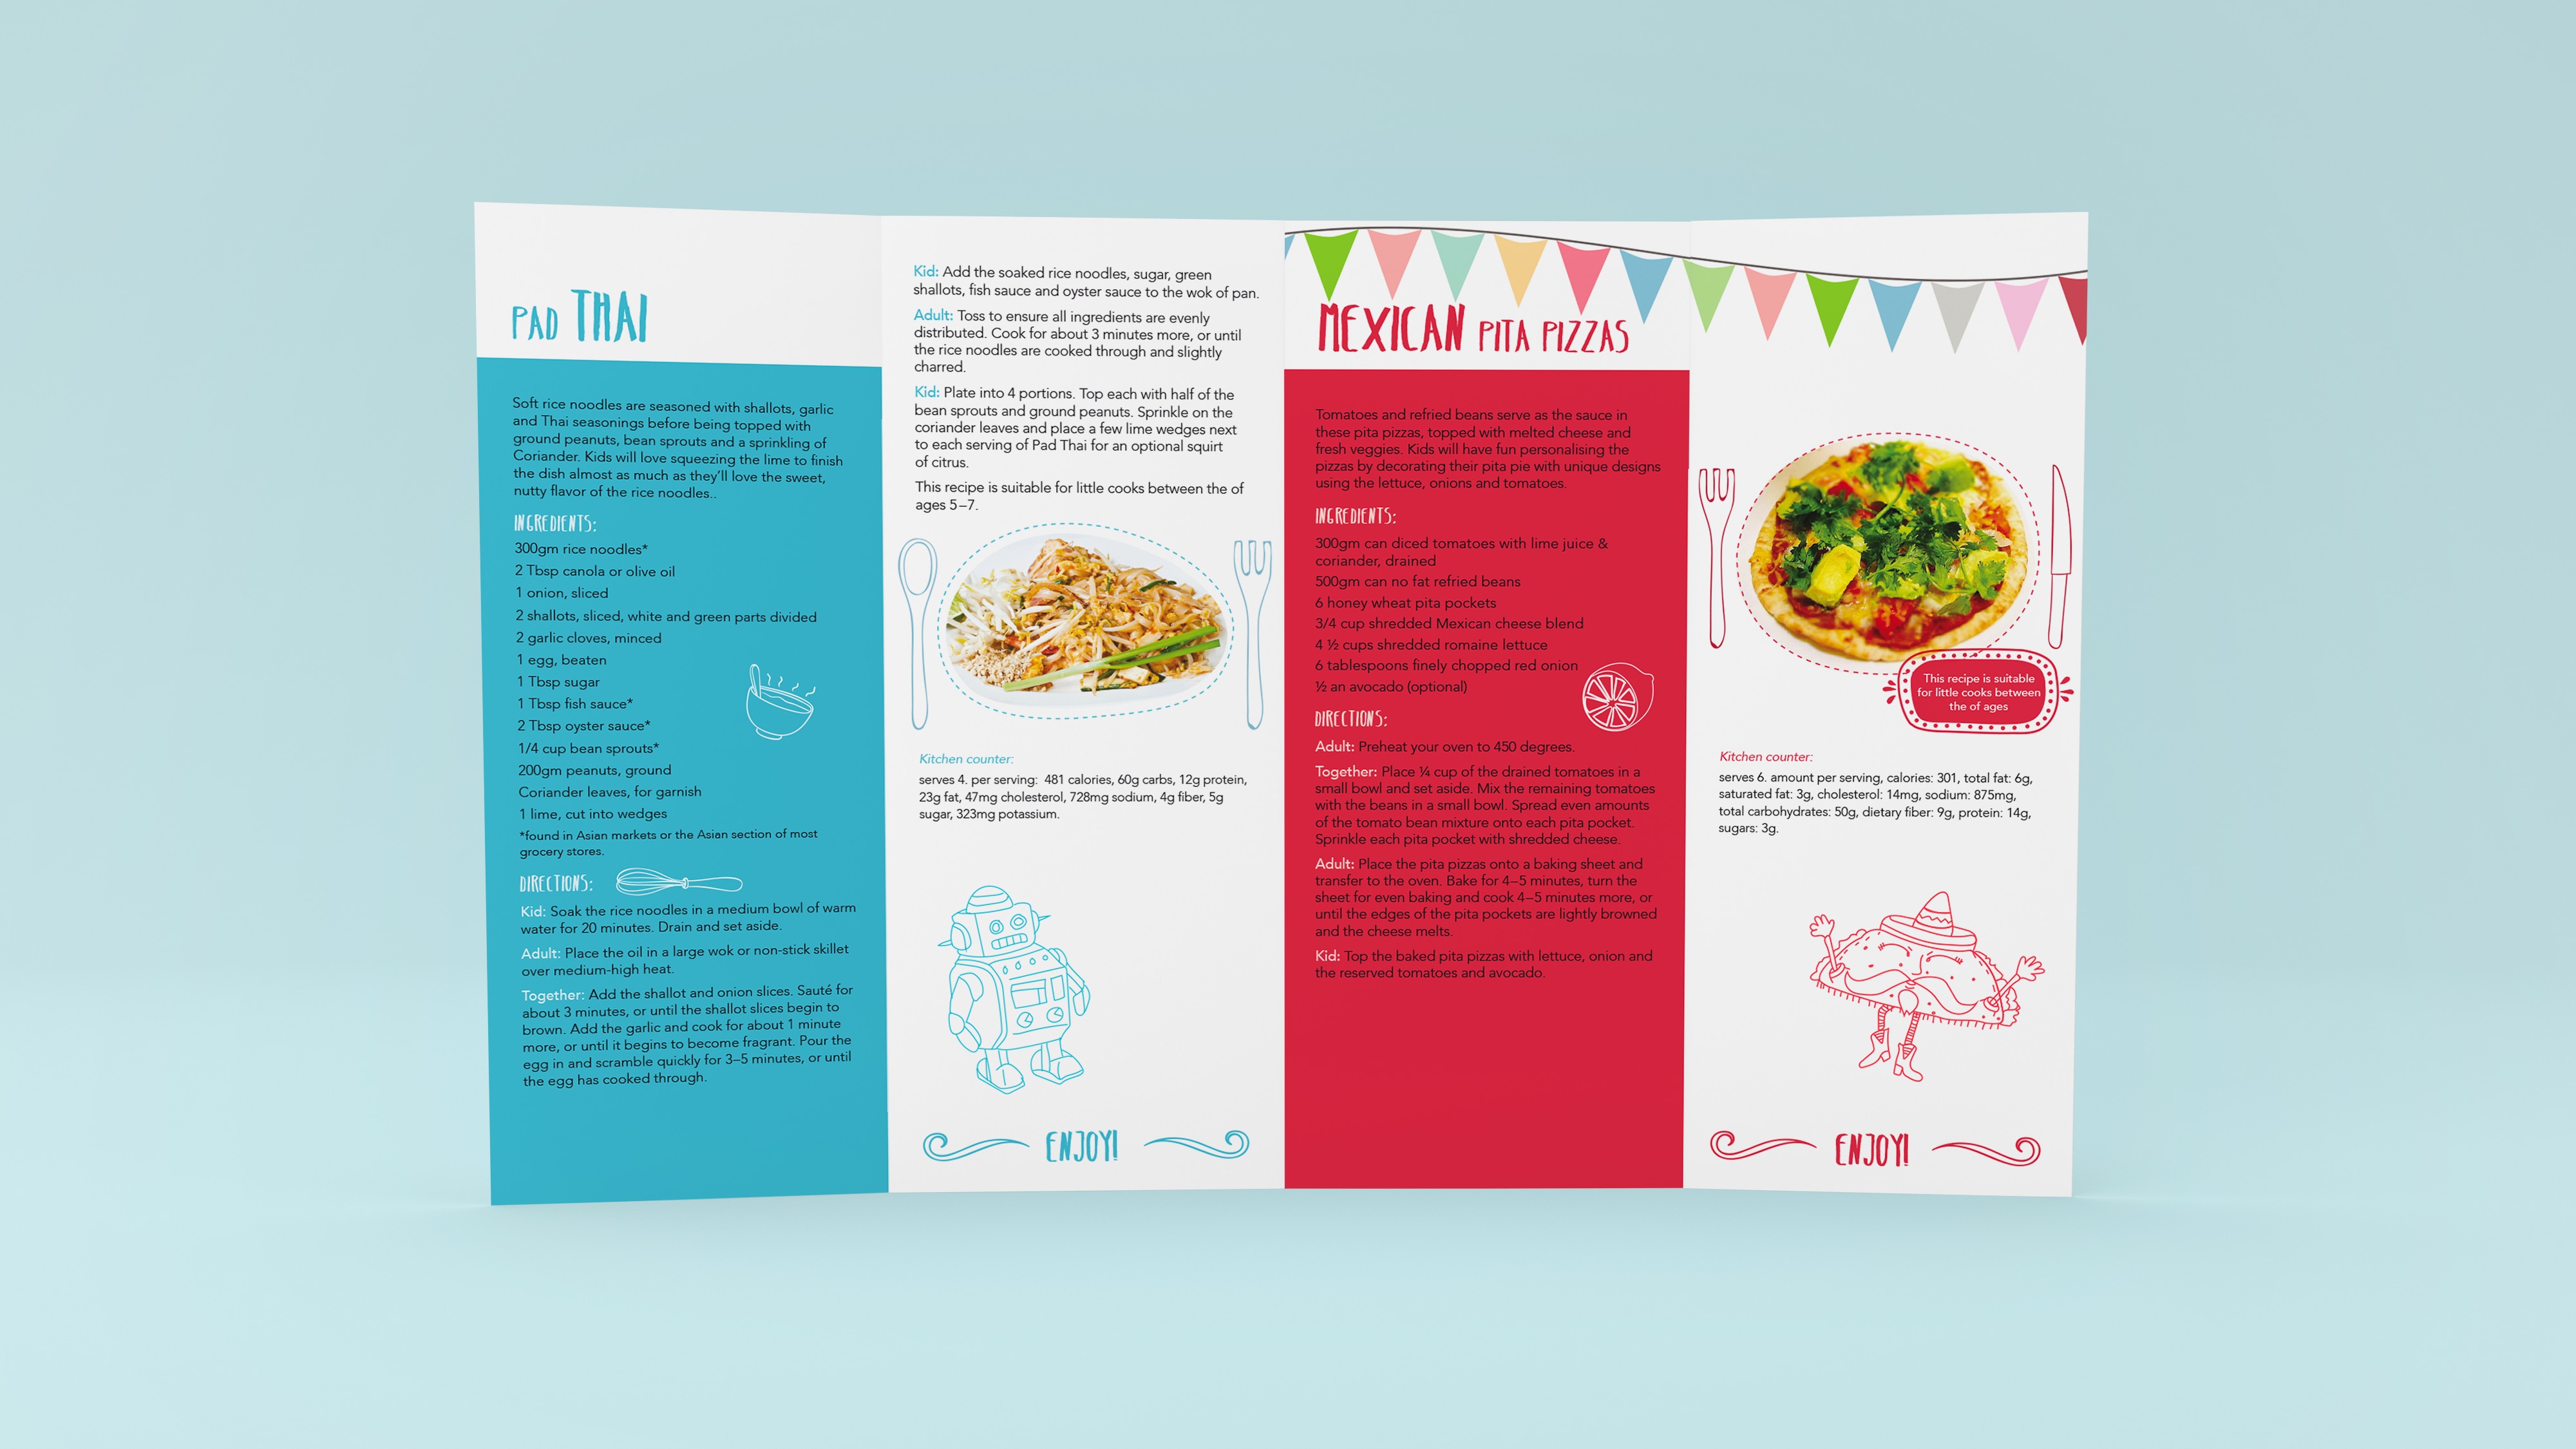 PAD THAI
Soft rice noodles are seasoned with shallots, garlic
and Thai seasonings before being topped with
ground peanuts, bean sprouts and a sprinkling of
Coriander. Kids will love squeezing the lime to finish
the dish almost as much as they'll love the sweet,
nutty flavor of the rice noodles..
INGREDIENTS:
300gm rice noodles*
2 Tbsp canola or olive oil
1 onion, sliced
2 shallots, sliced, white and green parts divided
2 garlic cloves, minced
1 egg, beaten
1 Tbsp sugar
1 Tbsp fish sauce*
2 Tbsp oyster sauce*
1/4 cup bean sprouts*
200gm peanuts, ground
Coriander leaves, for garnish
1 lime, cut into wedges
*found in Asian markets or the Asian section of most
grocery stores.
DIRECTIONS:
Kid: Soak the rice noodles in a medium bowl of warm
water for 20 minutes. Drain and set aside.
Adult: Place the oil in a large wok or non-stick skillet
over medium-high heat.
Together: Add the shallot and onion slices. Sauté for
about 3 minutes, or until the shallot slices begin to
brown. Add the garlic and cook for about 1 minute
more, or until it begins to become fragrant. Pour the
egg in and scramble quickly for 3–5 minutes, or until
the egg has cooked through.
Kid: Add the soaked rice noodles, sugar, green
shallots, fish sauce and oyster sauce to the wok of pan.
Adult: Toss to ensure all ingredients are evenly
distributed. Cook for about 3 minutes more, or until
the rice noodles are cooked through and slightly
charred.
Kid: Plate into 4 portions. Top each with half of the
bean sprouts and ground peanuts. Sprinkle on the
coriander leaves and place a few lime wedges next
to each serving of Pad Thai for an optional squirt
of citrus.
This recipe is suitable for little cooks between the of
ages 5–7.
Kitchen counter:
serves 4. per serving: 481 calories, 60g carbs, 12g protein,
23g fat, 47mg cholesterol, 728mg sodium, 4g fiber, 5g
sugar, 323mg potassium.
ENJOY!
MEXICAN PITA PIZZAS
Tomatoes and refried beans serve as the sauce in
these pita pizzas, topped with melted cheese and
fresh veggies. Kids will have fun personalising the
pizzas by decorating their pita pie with unique designs
using the lettuce, onions and tomatoes.
INGREDIENTS:
300gm can diced tomatoes with lime juice &
coriander, drained
500gm can no fat refried beans
6 honey wheat pita pockets
3/4 cup shredded Mexican cheese blend
4 ½ cups shredded romaine lettuce
6 tablespoons finely chopped red onion
½ an avocado (optional)
DIRECTIONS:
Adult: Preheat your oven to 450 degrees.
Together: Place ¼ cup of the drained tomatoes in a
small bowl and set aside. Mix the remaining tomatoes
with the beans in a small bowl. Spread even amounts
of the tomato bean mixture onto each pita pocket.
Sprinkle each pita pocket with shredded cheese.
Adult: Place the pita pizzas onto a baking sheet and
transfer to the oven. Bake for 4–5 minutes, turn the
sheet for even baking and cook 4–5 minutes more, or
until the edges of the pita pockets are lightly browned
and the cheese melts.
Kid: Top the baked pita pizzas with lettuce, onion and
the reserved tomatoes and avocado.
This recipe is suitable
for little cooks between
the of ages
Kitchen counter:
serves 6. amount per serving, calories: 301, total fat: 6g,
saturated fat: 3g, cholesterol: 14mg, sodium: 875mg,
total carbohydrates: 50g, dietary fiber: 9g, protein: 14g,
sugars: 3g.
ENJOY!